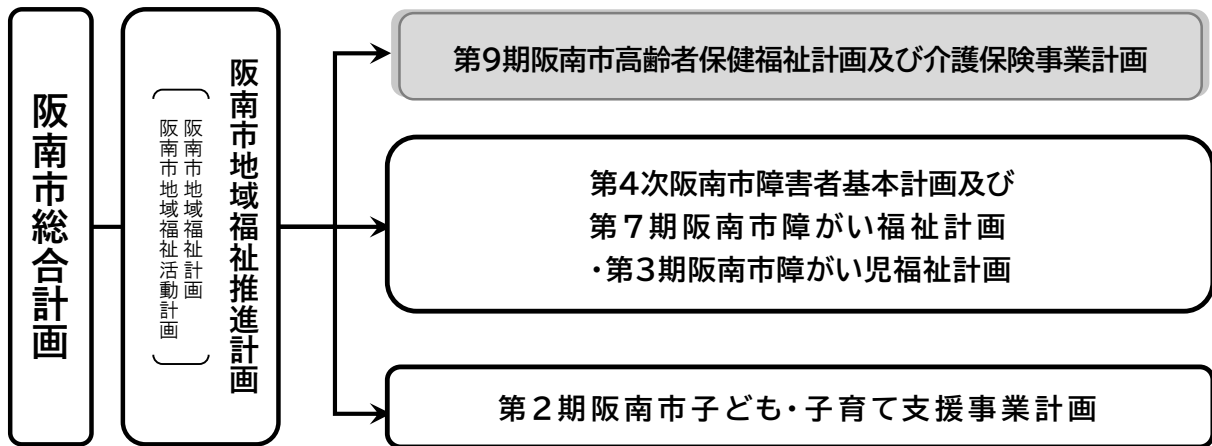 阪南市総合計画
阪南市地域福祉推進計画
阪南市地域福祉計画
阪南市地域福祉活動計画
第9期阪南市高齢者保健福祉計画及び介護保険事業計画
第4次阪南市障害者基本計画及び
第7期阪南市障がい福祉計画
・第3期阪南市障がい児福祉計画
第2期阪南市子ども・子育て支援事業計画